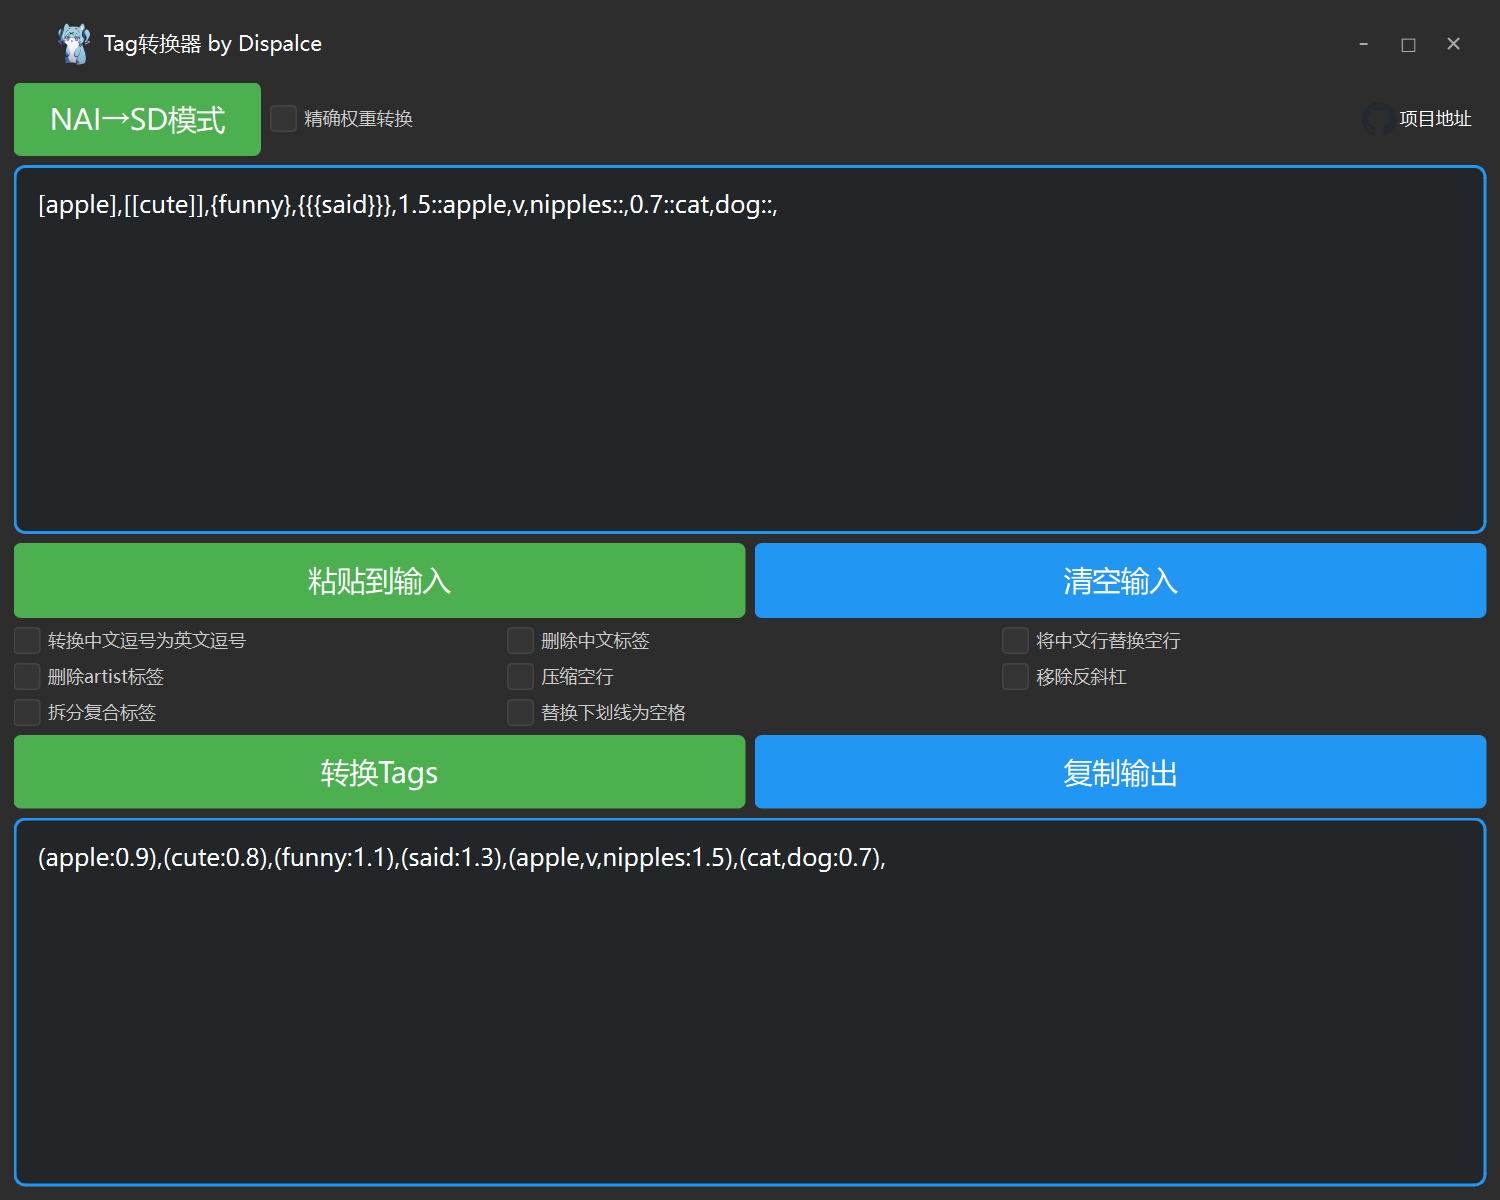 Tag转换器 by Dispalce
NAI→SD模式
精确权重转换
项目地址
[apple],[[cute]],{funny},{{{said}}},1.5::apple,v,nipples::,0.7::cat,dog::,
粘贴到输入
清空输入
转换中文逗号为英文逗号
删除中文标签
将中文行替换空行
删除artist标签
压缩空行
移除反斜杠
拆分复合标签
替换下划线为空格
转换Tags
复制输出
(apple:0.9),(cute:0.8),(funny:1.1),(said:1.3),(apple,v,nipples:1.5),(cat,dog:0.7),